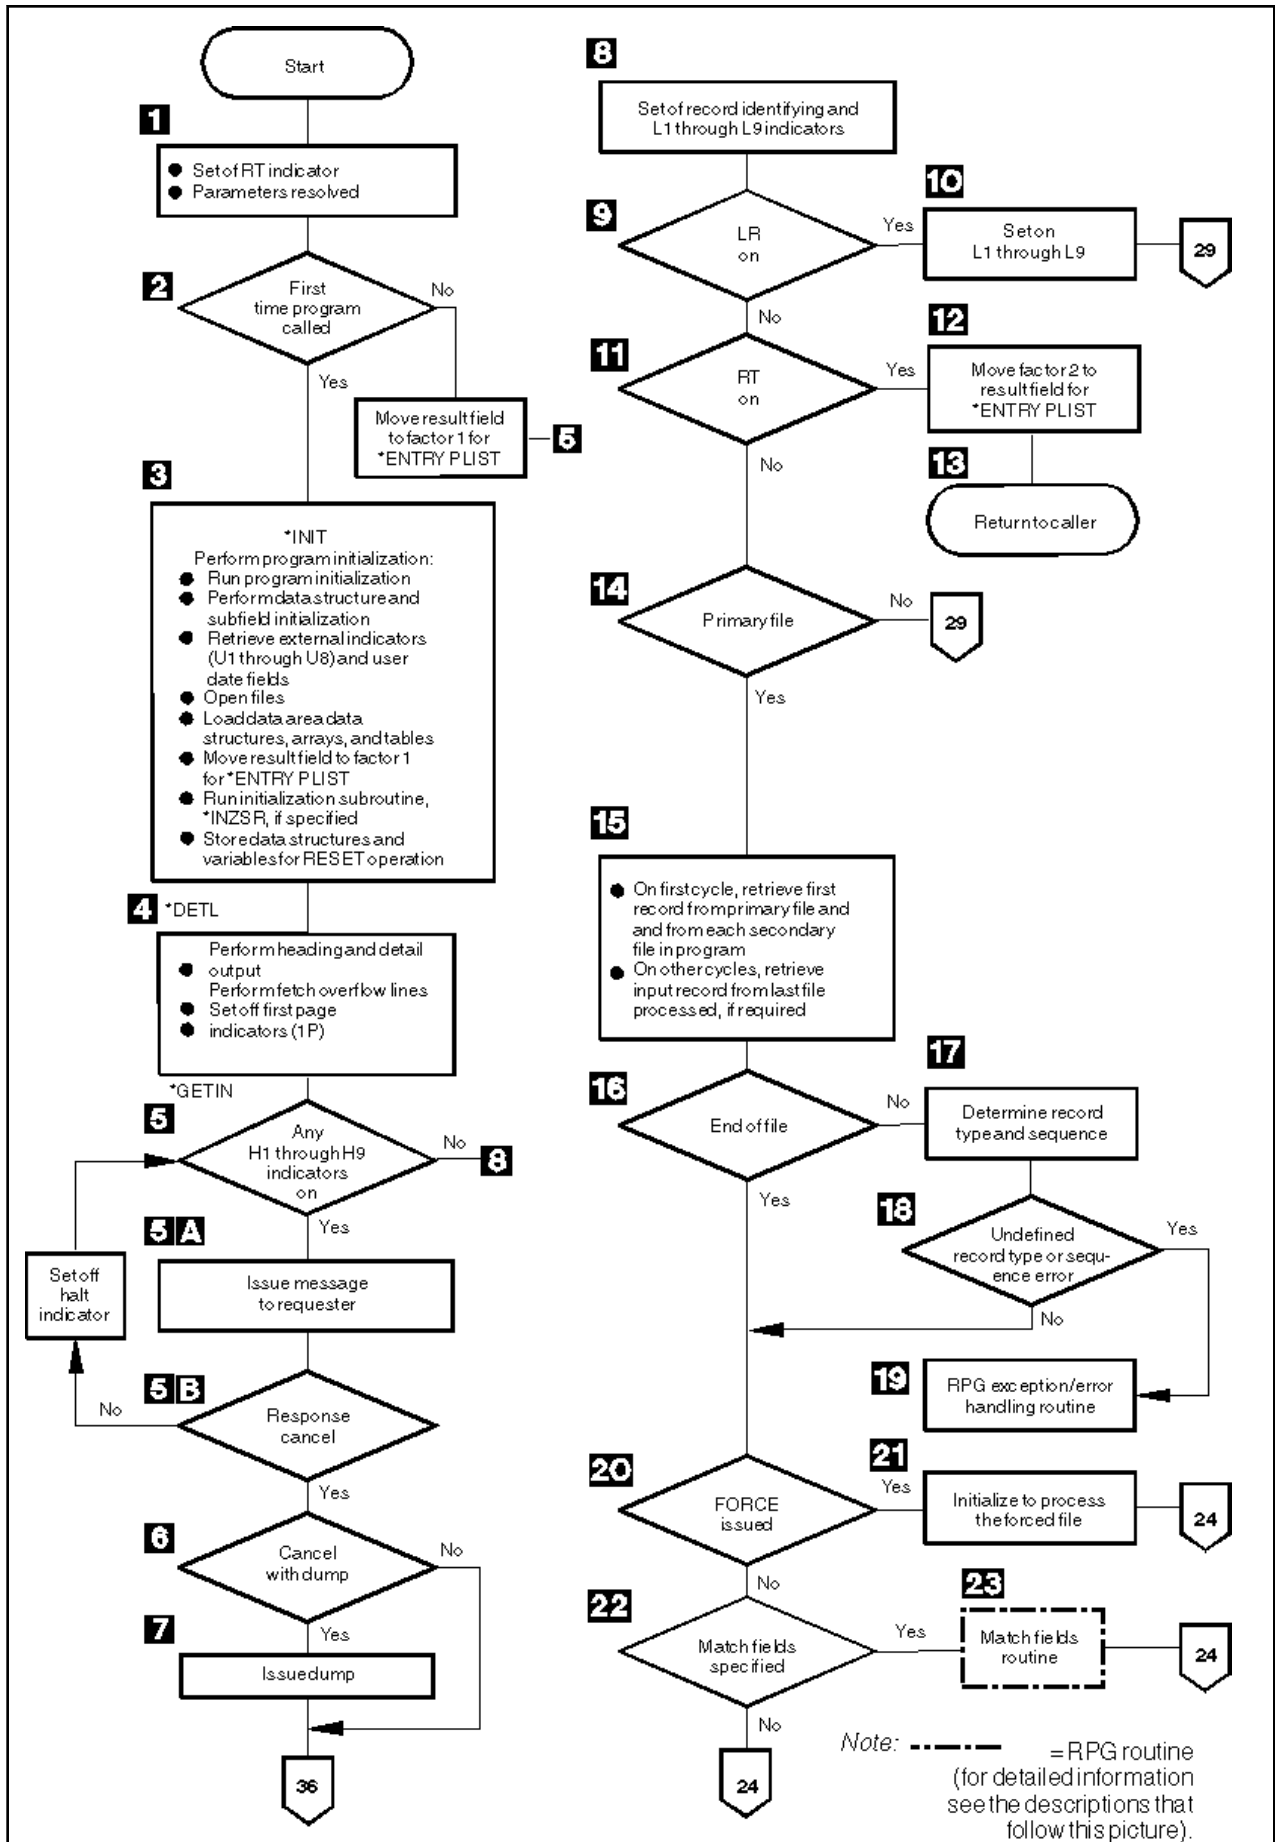 Start
1
Set of RT indicator
Parameters resolved
2
First
time program
called
No
Yes
Move result field
to factor 1 for
*ENTRY PLIST
5
3
*INIT
Perform program initialization:
Run program initialization
Perform data structure and
subfield initialization
Retrieve external indicators
(U1 through U8) and user
date fields
Open files
Load data area data
structures, arrays, and tables
Move result field to factor 1
for *ENTRY PLIST
Run initialization subroutine,
*INZSR, if specified
Store data structures and
variables for RESET operation
4 *DETL
Perform heading and detail
output
Perform fetch overflow lines
Set off first page
indicators (1P)
*GETIN
5
Any
H1 through H9
indicators
on
No
8
Yes
5 A
Issue message
to requester
Set off
halt
indicator
5 B
Response
cancel
No
Yes
6
Cancel
with dump
No
Yes
7
Issue dump
36
8
Set of record identifying and
L1 through L9 indicators
9
LR
on
Yes
10
Set on
L1 through L9
29
No
11
RT
on
Yes
12
Move factor 2 to
result field for
*ENTRY PLIST
13
Return to caller
No
14
Primary file
No
29
Yes
15
On first cycle, retrieve first
record from primary file and
and from each secondary
file in program
On other cycles, retrieve
input record from last file
processed, if required
16
End of file
No
17
Determine record
type and sequence
Yes
18
Undefined
record type or sequ-
ence error
Yes
No
19
RPG exception/error
handling routine
20
FORCE
issued
Yes
21
Initialize to process
the forced file
24
No
22
Match fields
specified
Yes
23
Match fields
routine
24
No
24
Note:
= RPG routine
(for detailed information
see the descriptions that
follow this picture).